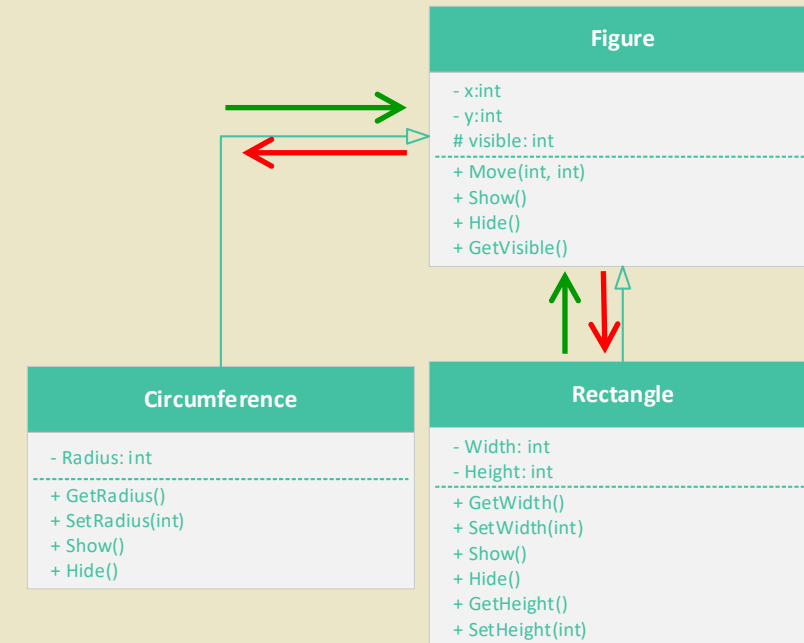 Figure
- x:int
- y:int
# visible: int
+ Move(int, int)
+ Show()
+ Hide()
+ GetVisible()
Circumference
- Radius: int
+ GetRadius()
+ SetRadius(int)
+ Show()
+ Hide()
Rectangle
- Width: int
- Height: int
+ GetWidth()
+ SetWidth(int)
+ Show()
+ Hide()
+ GetHeight()
+ SetHeight(int)